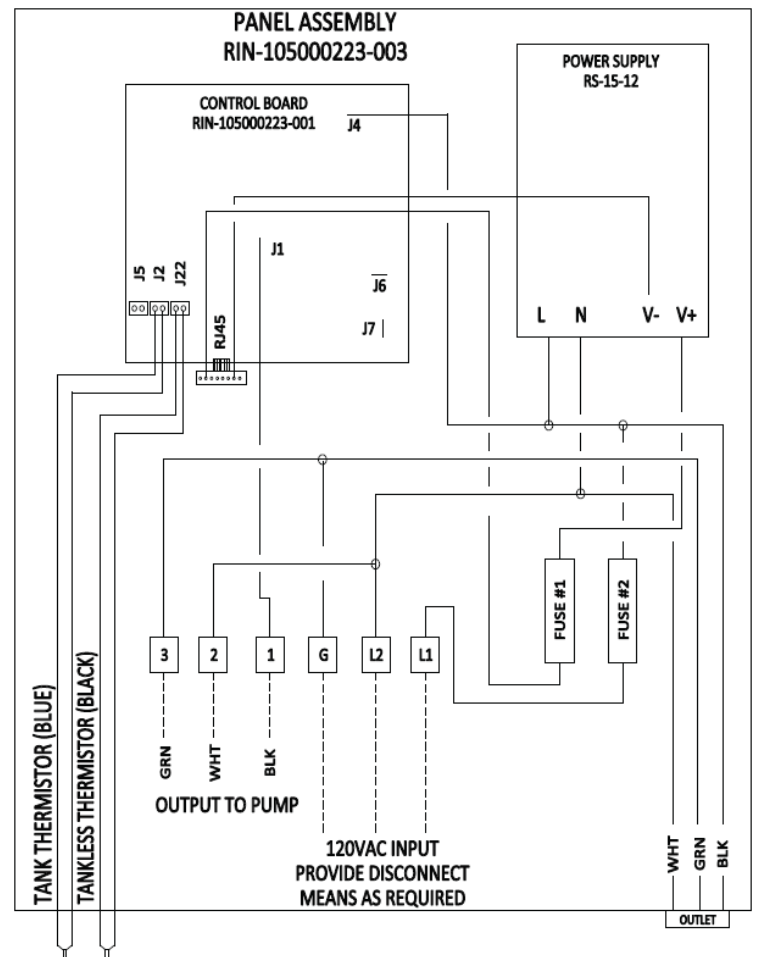 PANEL ASSEMBLY
RIN-105000223-003
POWER SUPPLY
RS-15-12
CONTROL BOARD
RIN-105000223-001
J4
J1
J5
J2
J22
J6
J7
RJ45
L
N
V-
V+
FUSE #1
FUSE #2
3
2
1
G
L2
L1
GRN
WHT
BLK
OUTPUT TO PUMP
120VAC INPUT
PROVIDE DISCONNECT
MEANS AS REQUIRED
TANK THERMISTOR (BLUE)
TANKLESS THERMISTOR (BLACK)
WHT
GRN
BLK
OUTLET